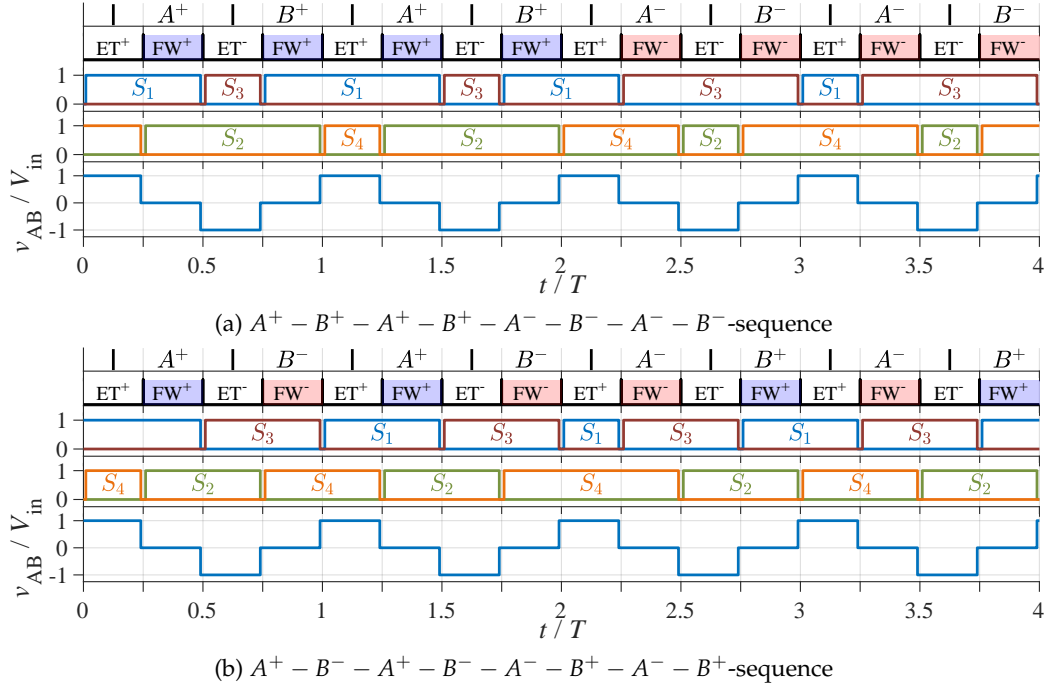 A⁺ B⁺ A⁺ B⁺ A⁻ B⁻ A⁻ B⁻
ET⁺ FW⁺ ET⁻ FW⁺ ET⁺ FW⁺ ET⁻ FW⁺ ET⁺ FW⁻ ET⁻ FW⁻ ET⁺ FW⁻ ET⁻ FW⁻
1 S₁ S₃ S₁ S₃ S₁ S₃ S₁ S₃
0
1 S₂ S₄ S₂ S₄ S₂ S₄ S₂
0
v_AB / V_in
1
0
-1
0 0.5 1 1.5 2 2.5 3 3.5 4
t / T
(a) A⁺ − B⁺ − A⁺ − B⁺ − A⁻ − B⁻ − A⁻ − B⁻-sequence
A⁺ B⁻ A⁺ B⁻ A⁻ B⁺ A⁻ B⁺
ET⁺ FW⁺ ET⁻ FW⁻ ET⁺ FW⁺ ET⁻ FW⁻ ET⁺ FW⁻ ET⁻ FW⁺ ET⁺ FW⁻ ET⁻ FW⁺
1 S₃ S₁ S₃ S₁ S₃ S₁ S₃
0
1 S₄ S₂ S₄ S₂ S₄ S₂ S₄ S₂
0
v_AB / V_in
1
0
-1
0 0.5 1 1.5 2 2.5 3 3.5 4
t / T
(b) A⁺ − B⁻ − A⁺ − B⁻ − A⁻ − B⁺ − A⁻ − B⁺-sequence